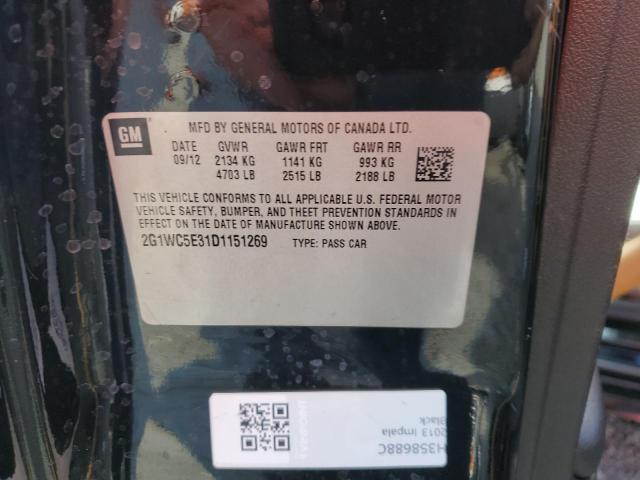 GM
MFD BY GENERAL MOTORS OF CANADA LTD.
DATE GVWR GAWR FRT GAWR RR
09/12 2134 KG 1141 KG 993 KG
4703 LB 2515 LB 2188 LB
THIS VEHICLE CONFORMS TO ALL APPLICABLE U.S. FEDERAL MOTOR
VEHICLE SAFETY, BUMPER, AND THEFT PREVENTION STANDARDS IN
EFFECT ON THE DATE OF MANUFACTURE SHOWN ABOVE.
2G1WC5E31D1151269 TYPE: PASS CAR
H358688C
2013 Impala
Black